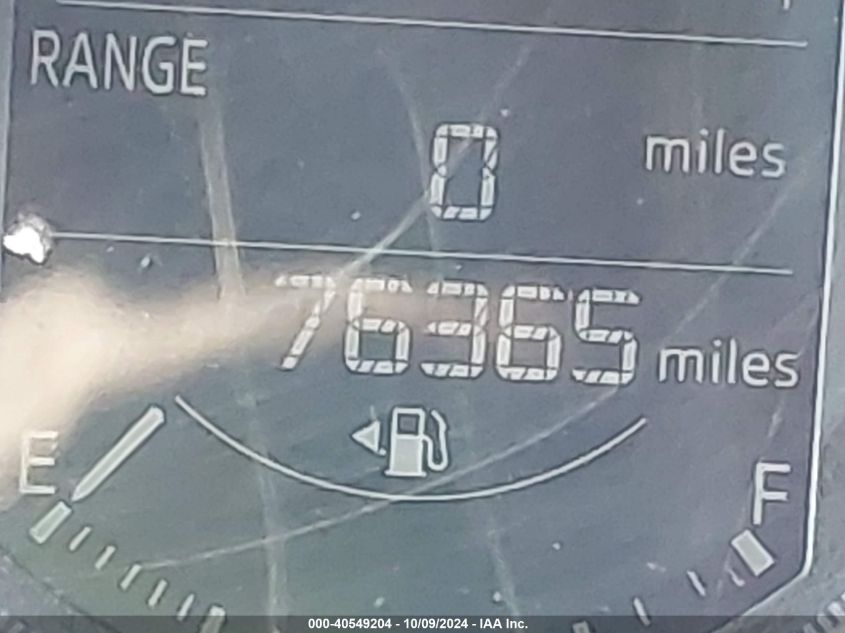 RANGE
0 miles
76365 miles
E F
000-40549204 - 10/09/2024 - IAA Inc.